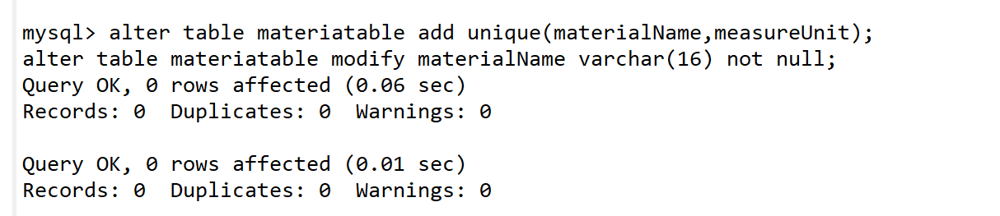 mysql> alter table materiatable add unique(materialName,measureUnit);
alter table materiatable modify materialName varchar(16) not null;
Query OK, 0 rows affected (0.06 sec)
Records: 0  Duplicates: 0  Warnings: 0

Query OK, 0 rows affected (0.01 sec)
Records: 0  Duplicates: 0  Warnings: 0